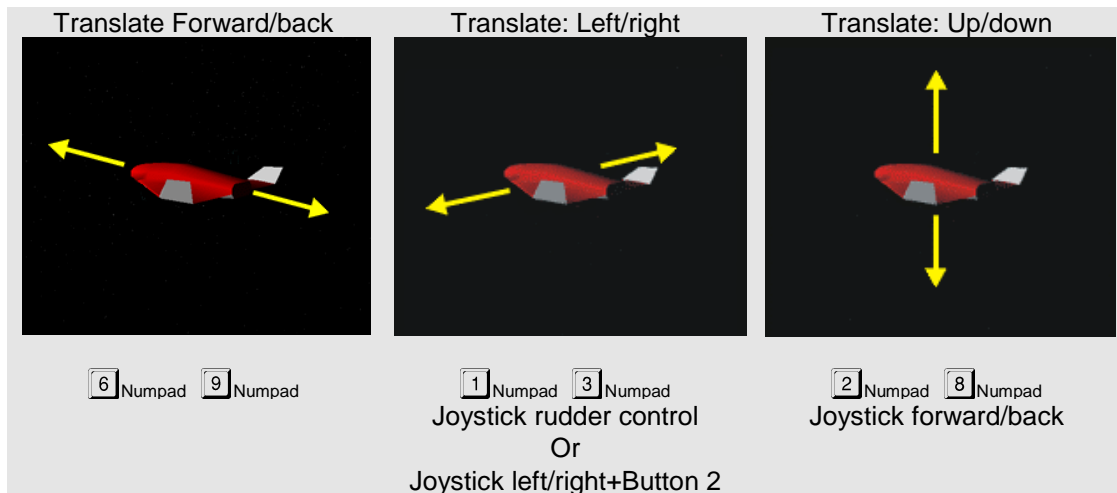 Translate Forward/back
6 Numpad 9 Numpad
Translate: Left/right
1 Numpad 3 Numpad
Joystick rudder control
Or
Joystick left/right+Button 2
Translate: Up/down
2 Numpad 8 Numpad
Joystick forward/back